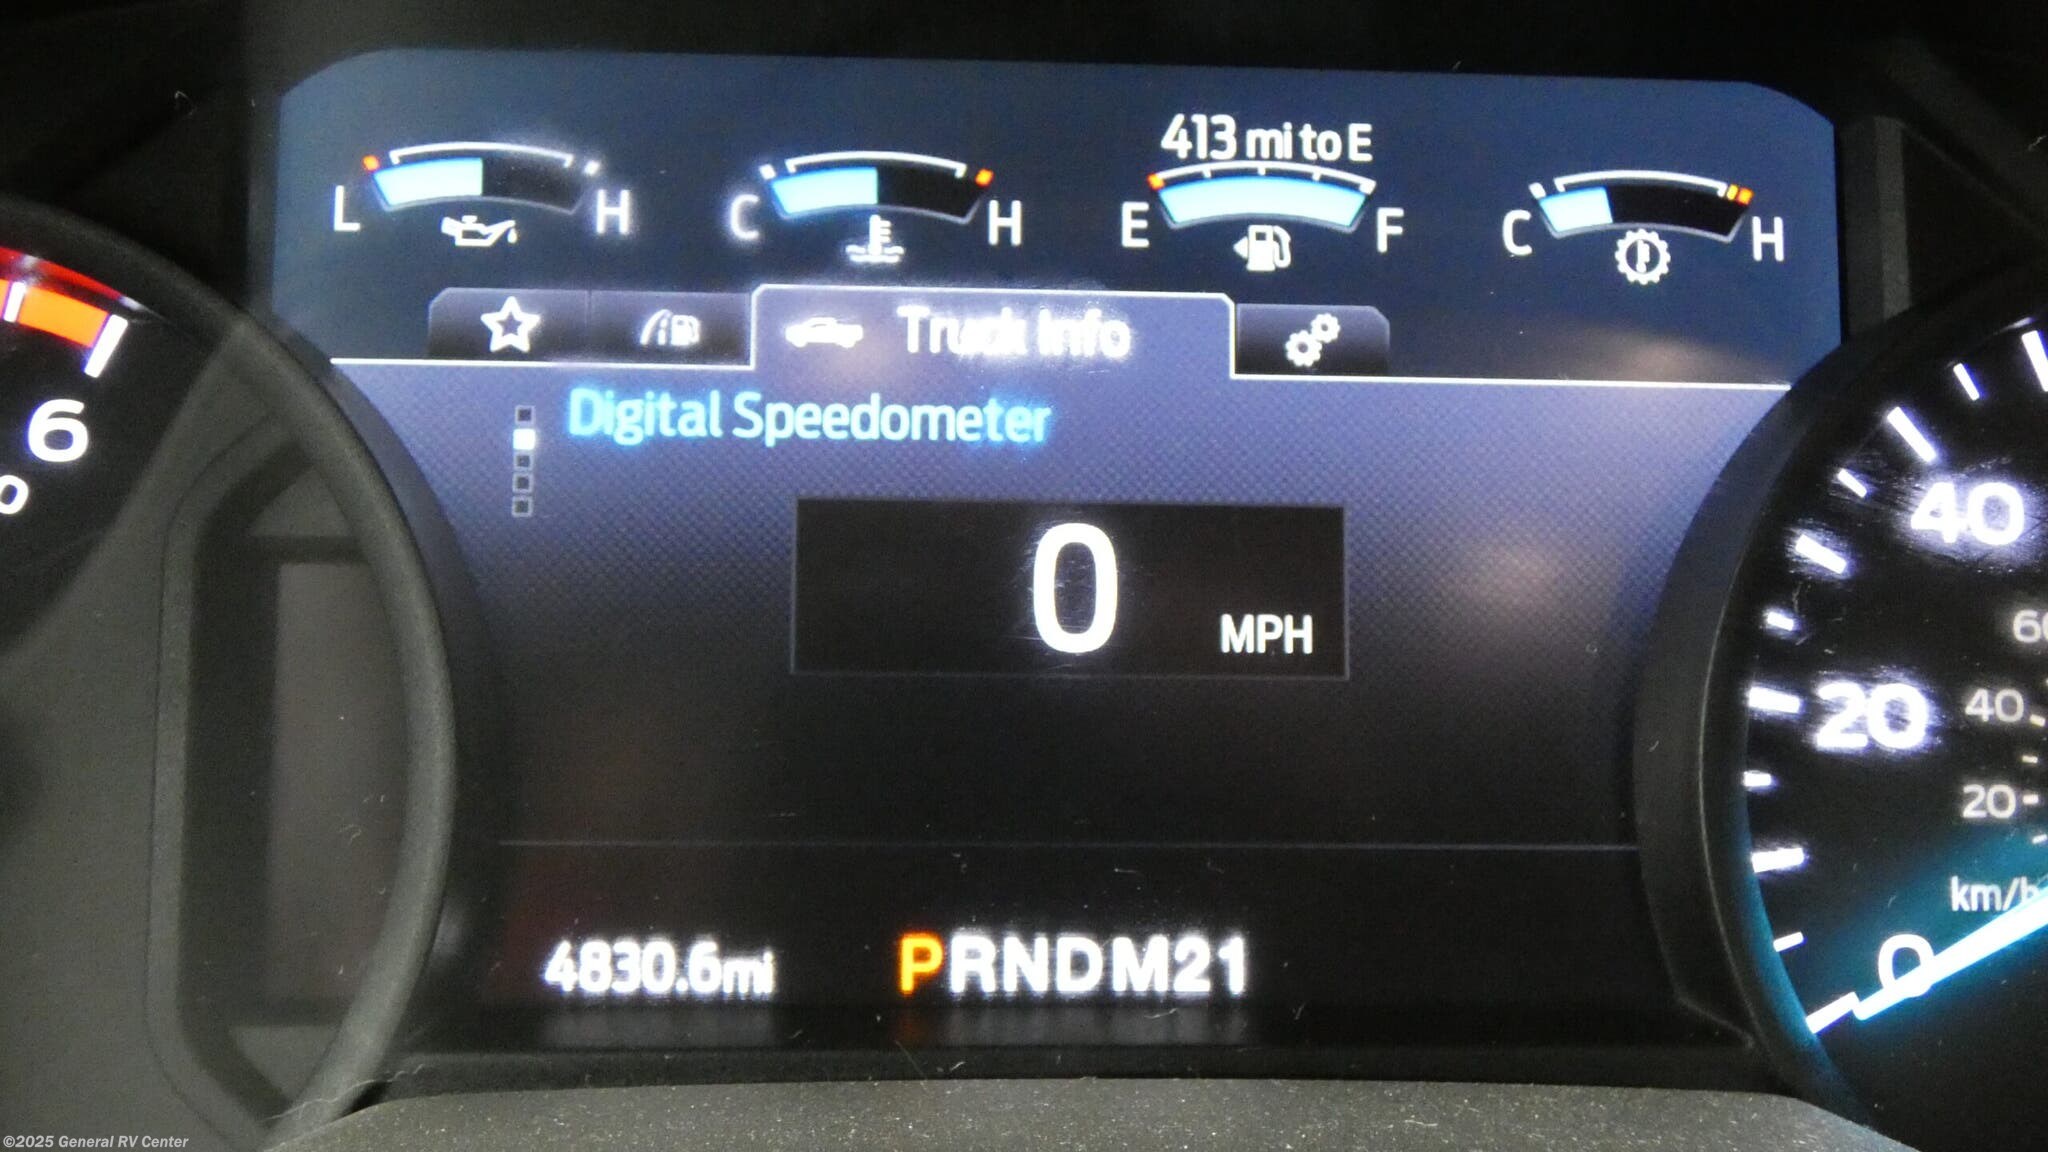 413 mi to E
L H C H E F C H
Truck Info
Digital Speedometer
6
40
0 MPH
60
20 40
20
km/h
4830.6mi PRNDM21
0
©2025 General RV Center